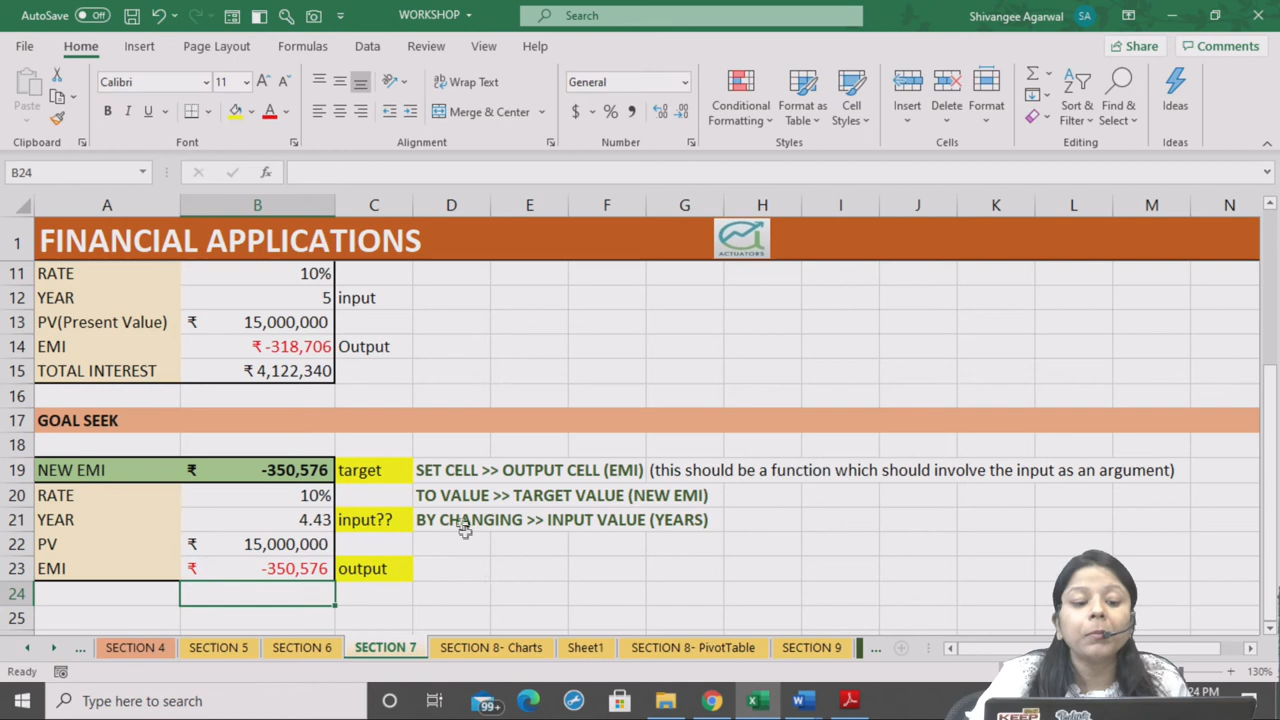 AutoSave Off WORKSHOP Search Shivangee Agarwal SA
File Home Insert Page Layout Formulas Data Review View Help Share Comments
Calibri 11 Wrap Text General
Paste B I U Merge & Center $ % Conditional Formatting Format as Table Cell Styles Insert Delete Format Sort & Filter Find & Select Ideas
Clipboard Font Alignment Number Styles Cells Editing Ideas
B24 fx
A B C D E F G H I J K L M N
1 FINANCIAL APPLICATIONS ACTUATORS
11 RATE 10%
12 YEAR 5 input
13 PV(Present Value) ₹ 15,000,000
14 EMI ₹ -318,706 Output
15 TOTAL INTEREST ₹ 4,122,340
16
17 GOAL SEEK
18
19 NEW EMI ₹ -350,576 target SET CELL >> OUTPUT CELL (EMI) (this should be a function which should involve the input as an argument)
20 RATE 10% TO VALUE >> TARGET VALUE (NEW EMI)
21 YEAR 4.43 input?? BY CHANGING >> INPUT VALUE (YEARS)
22 PV ₹ 15,000,000
23 EMI ₹ -350,576 output
24
25
... SECTION 4 SECTION 5 SECTION 6 SECTION 7 SECTION 8- Charts Sheet1 SECTION 8- PivotTable SECTION 9 ...
Ready 130%
Type here to search 99+ 24 PM
KEEP